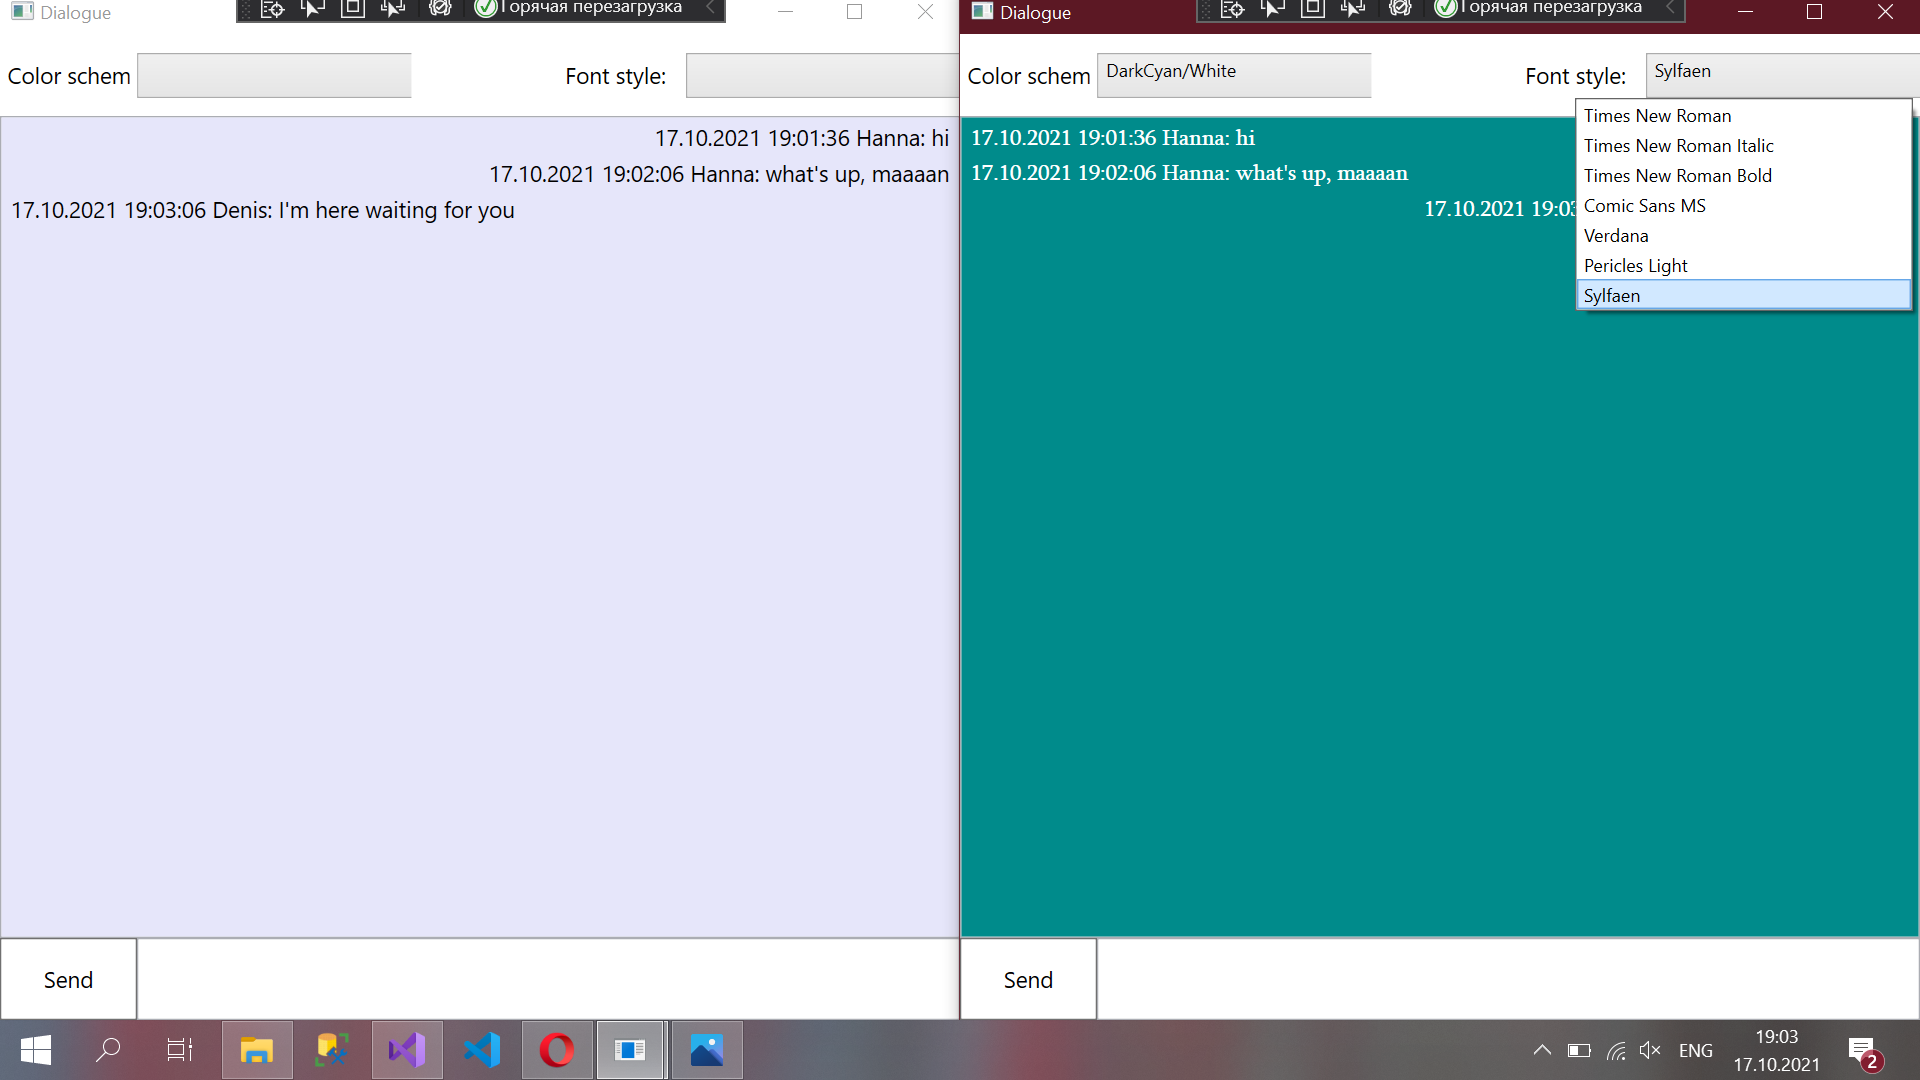 Dialogue
Горячая перезагрузка
Color schem
Font style:
17.10.2021 19:01:36 Hanna: hi
17.10.2021 19:02:06 Hanna: what's up, maaaan
17.10.2021 19:03:06 Denis: I'm here waiting for you
Send
Dialogue
Горячая перезагрузка
Color schem DarkCyan/White
Font style: Sylfaen
Times New Roman
Times New Roman Italic
Times New Roman Bold
Comic Sans MS
Verdana
Pericles Light
Sylfaen
17.10.2021 19:01:36 Hanna: hi
17.10.2021 19:02:06 Hanna: what's up, maaaan
17.10.2021 19:03
Send
ENG
19:03
17.10.2021
2